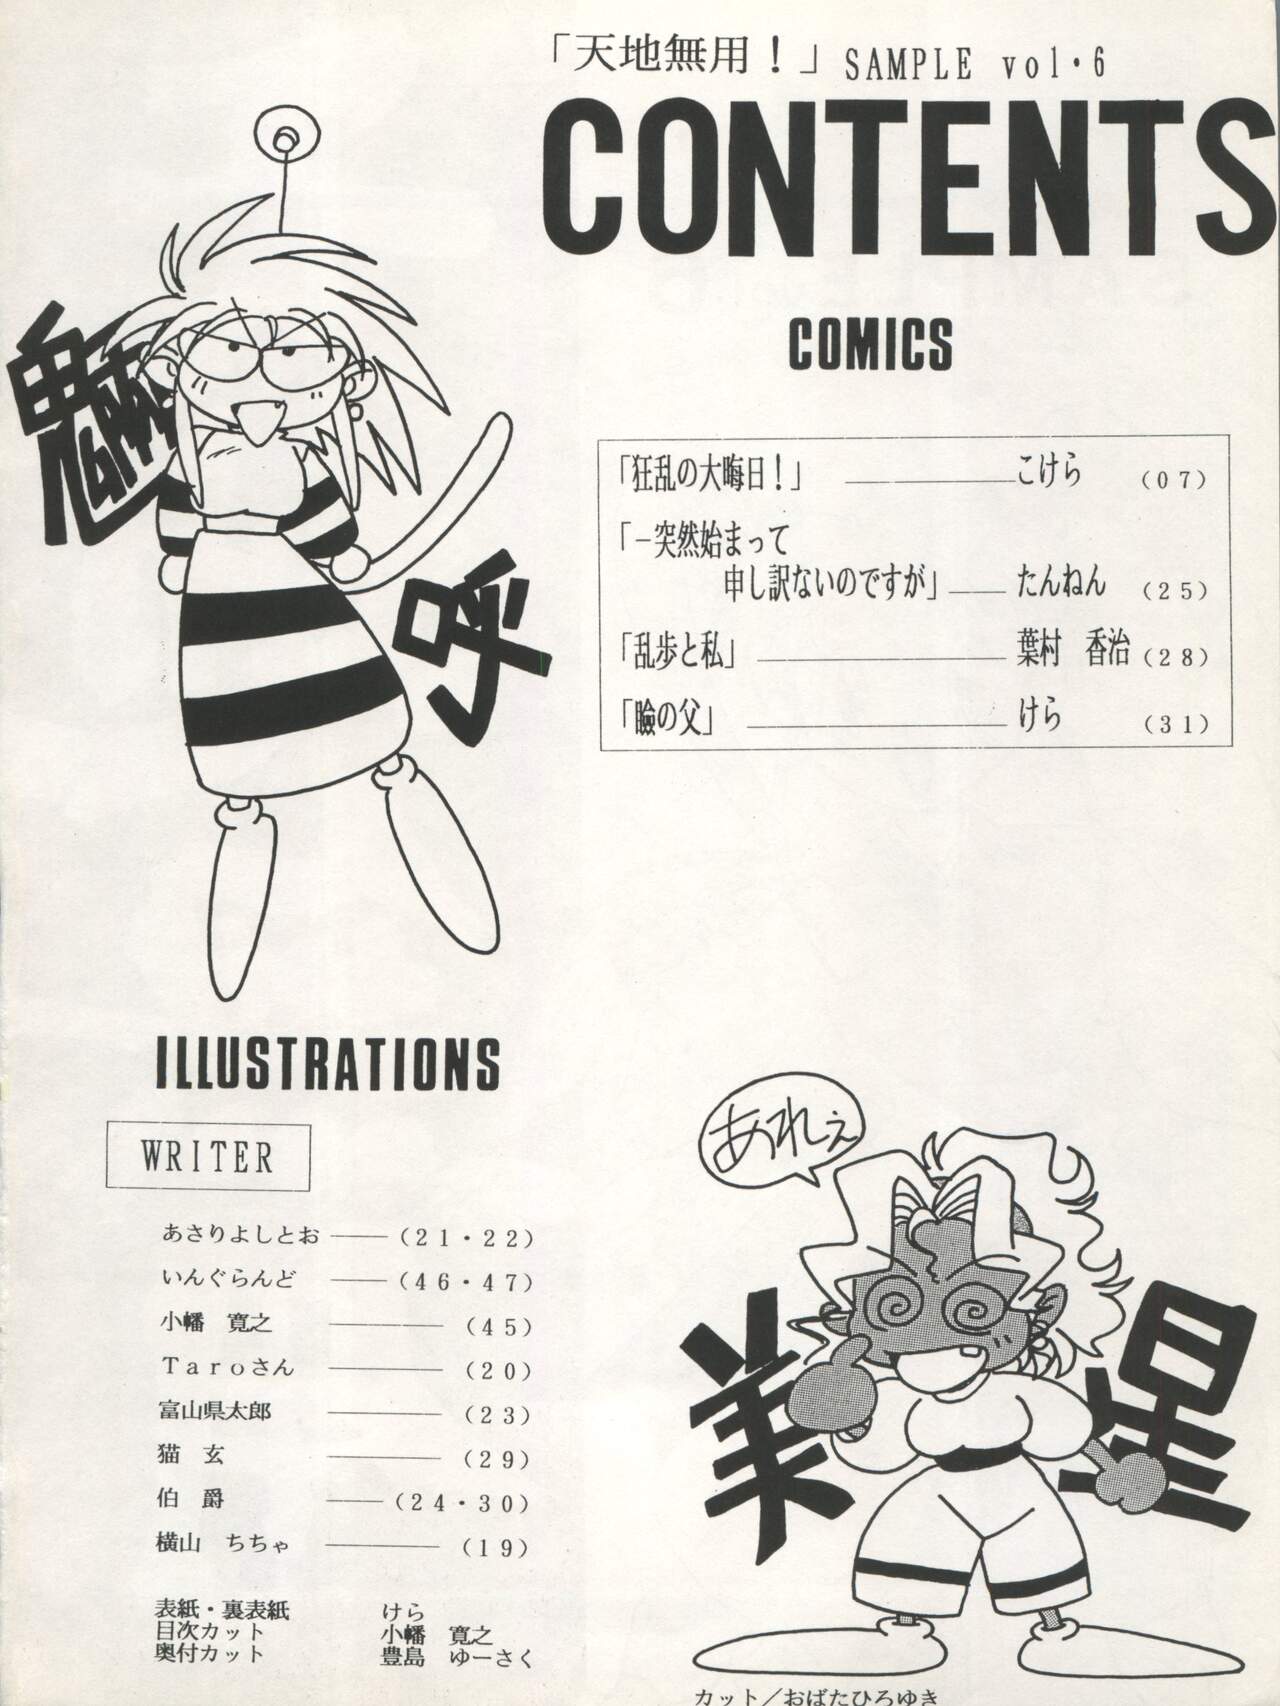 「天地無用！」SAMPLE vol・6
CONTENTS
COMICS
「狂乱の大晦日！」 こけら (07)
「－突然始まって
申し訳ないのですが」 たんねん (25)
「乱歩と私」 葉村 香治 (28)
「瞼の父」 けら (31)
魎
呼
ILLUSTRATIONS
WRITER
あさりよしとお (21・22)
いんぐらんど (46・47)
小幡 寛之 (45)
Taroさん (20)
富山県太郎 (23)
猫 玄 (29)
伯 爵 (24・30)
横山 ちちゃ (19)
表紙・裏表紙 けら
目次カット 小幡 寛之
奥付カット 豊島 ゆーさく
あれぇ
美
星
カット／おばたひろゆき